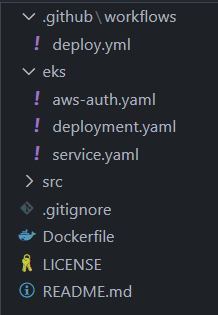 .github\workflows
! deploy.yml
eks
! aws-auth.yaml
! deployment.yaml
! service.yaml
src
.gitignore
Dockerfile
LICENSE
README.md